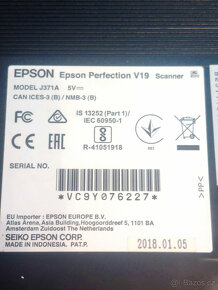 EPSON Epson Perfection V19 Scanner
MODEL J371A 5V
CAN ICES-3 (B) / NMB-3 (B)
IS 13252 (Part 1)/
IEC 60950-1
R-41051918
SERIAL NO.:
*VC9Y076227*
>PP<
EU Importer : EPSON EUROPE B.V.
Atlas Arena, Asia Building, Hoogoorddreef 5, 1101 BA
Amsterdam Zuidoost The Netherlands
SEIKO EPSON CORP.
MADE IN INDONESIA PAT.P.
2018.01.05